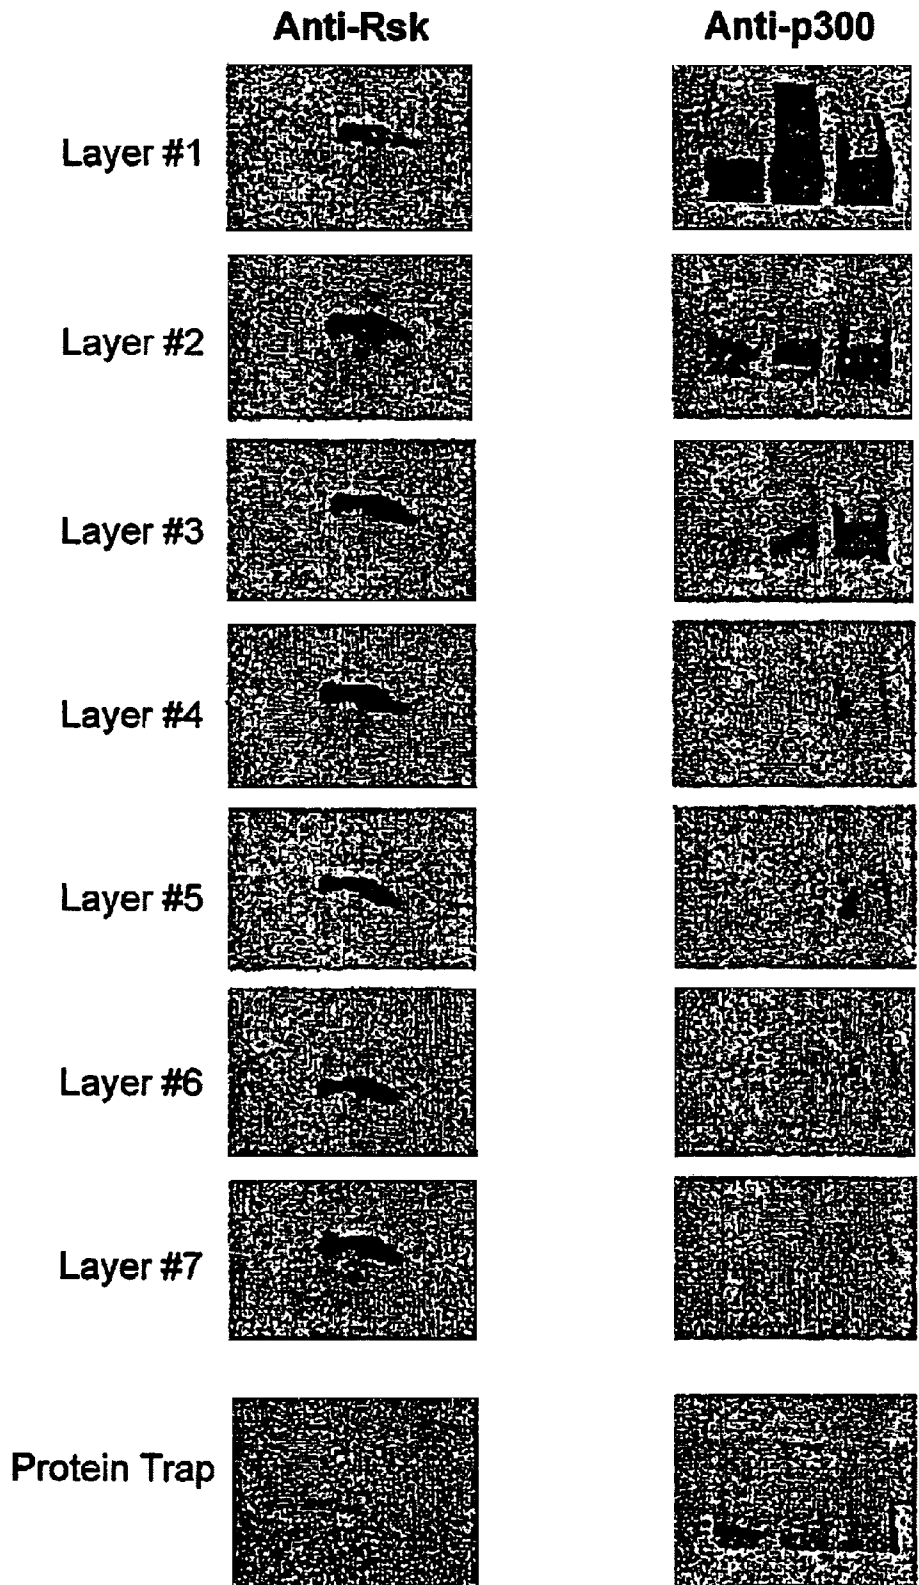 Anti-Rsk Anti-p300
Layer #1
Layer #2
Layer #3
Layer #4
Layer #5
Layer #6
Layer #7
Protein Trap